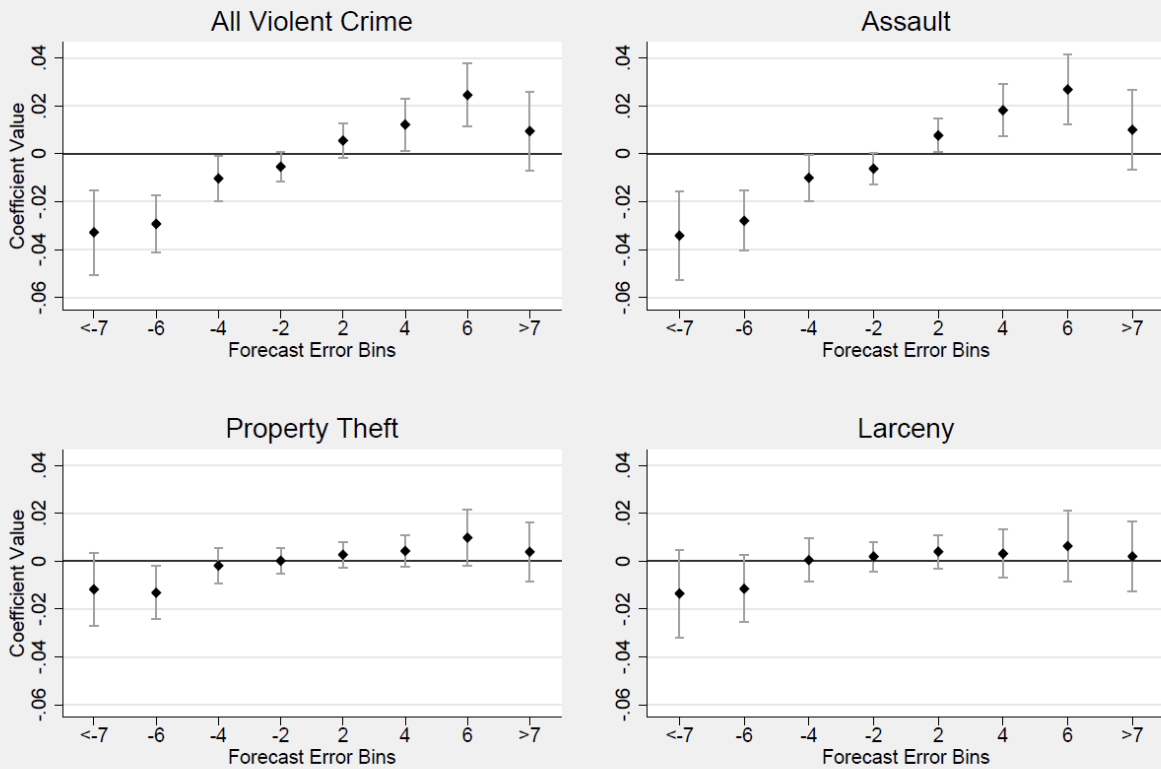 All Violent Crime
Coefficient Value
.04
.02
0
-.02
-.04
-.06
<-7 -6 -4 -2 2 4 6 >7
Forecast Error Bins
Assault
.04
.02
0
-.02
-.04
-.06
<-7 -6 -4 -2 2 4 6 >7
Forecast Error Bins
Property Theft
Coefficient Value
.04
.02
0
-.02
-.04
-.06
<-7 -6 -4 -2 2 4 6 >7
Forecast Error Bins
Larceny
.04
.02
0
-.02
-.04
-.06
<-7 -6 -4 -2 2 4 6 >7
Forecast Error Bins